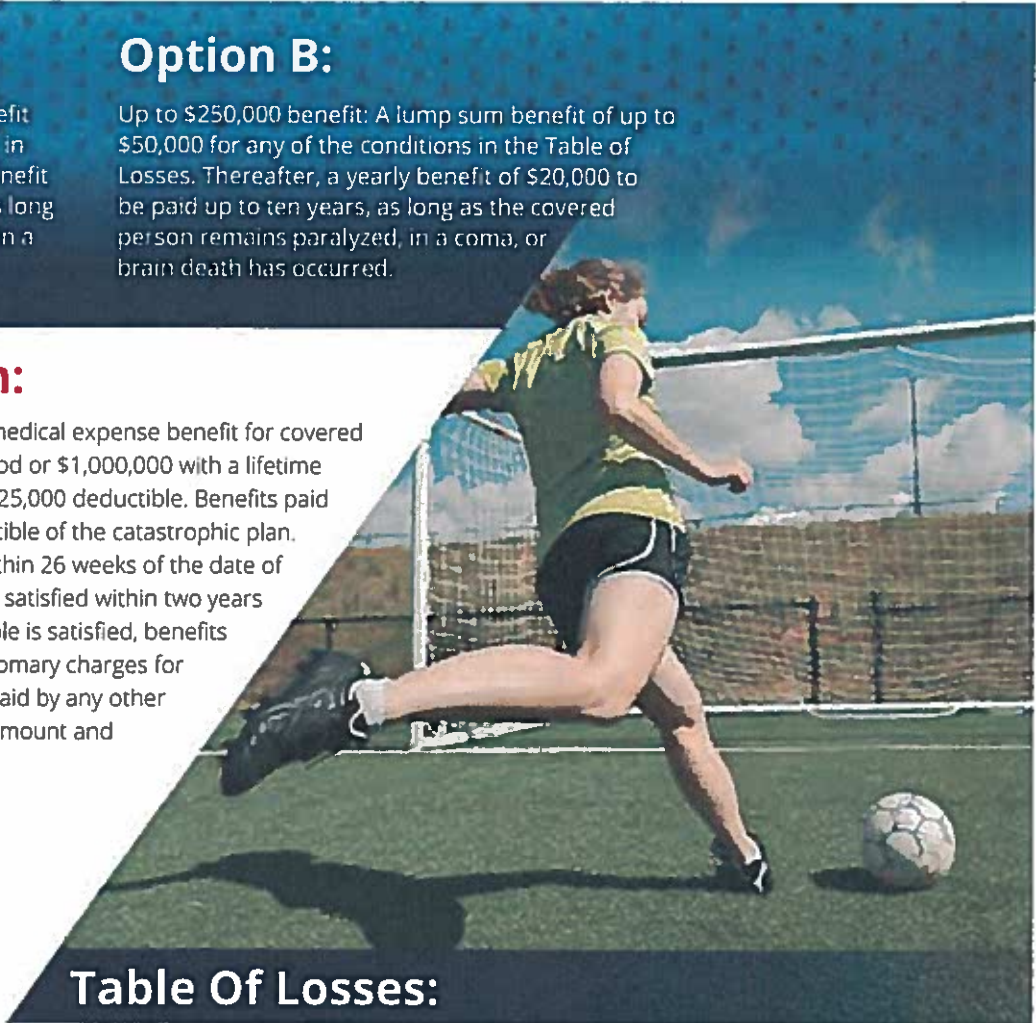 Option B:
efit
in
nefit
long
n a
Up to $250,000 benefit: A lump sum benefit of up to
$50,000 for any of the conditions in the Table of
Losses. Thereafter, a yearly benefit of $20,000 to
be paid up to ten years, as long as the covered
person remains paralyzed, in a coma, or
brain death has occurred.
n:
nedical expense benefit for covered
od or $1,000,000 with a lifetime
25,000 deductible. Benefits paid
tible of the catastrophic plan.
thin 26 weeks of the date of
satisfied within two years
le is satisfied, benefits
omary charges for
aid by any other
mount and
Table Of Losses: